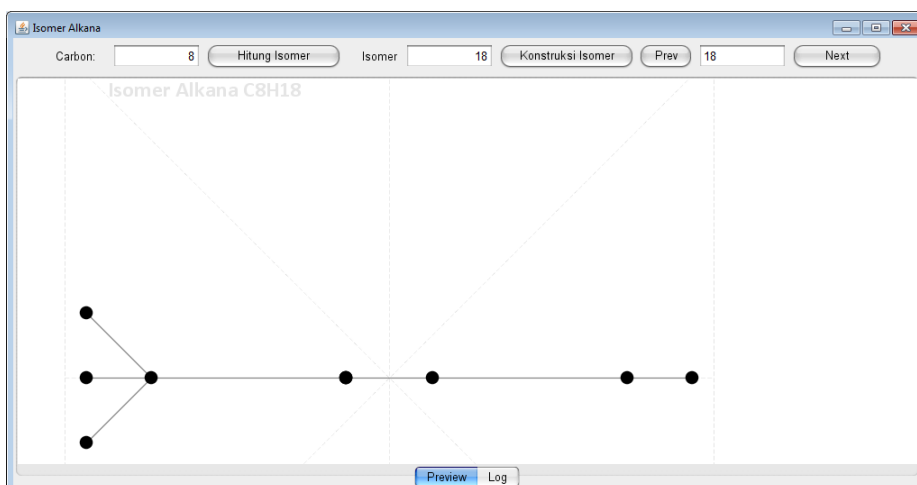 Isomer Alkana
Carbon: 8 Hitung Isomer Isomer 18 Konstruksi Isomer Prev 18 Next
Isomer Alkana C8H18
Preview Log